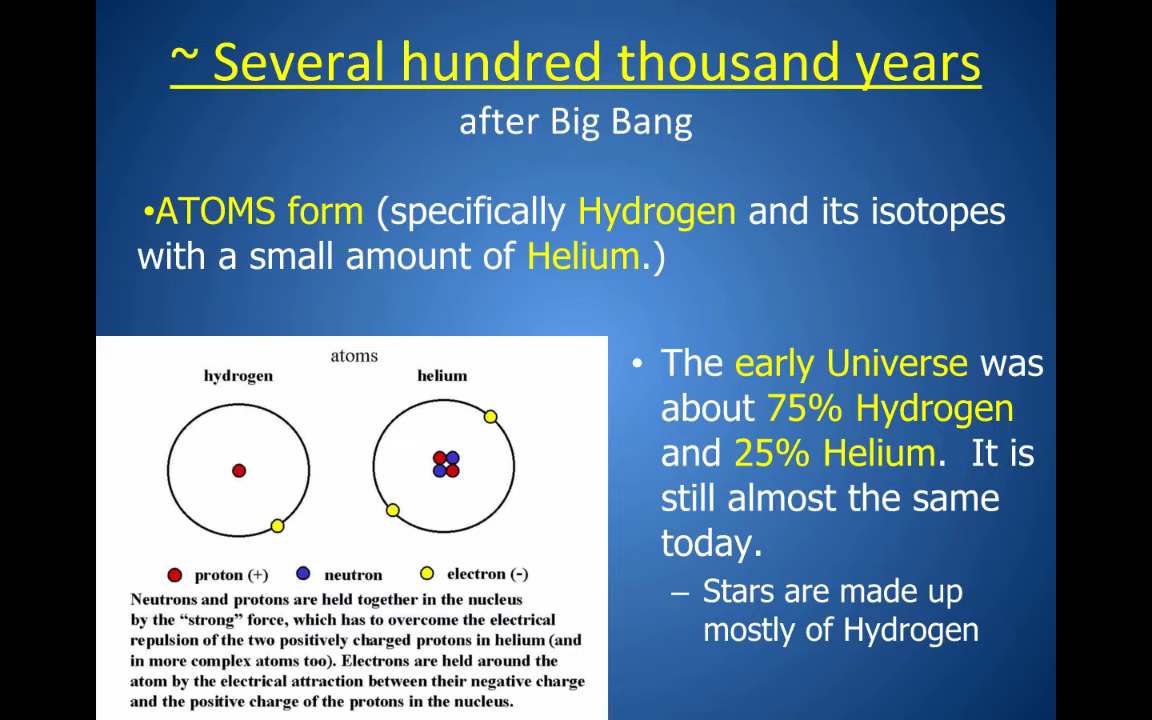 ~ Several hundred thousand years
after Big Bang
•ATOMS form (specifically Hydrogen and its isotopes
with a small amount of Helium.)
atoms
hydrogen helium
proton (+) neutron electron (-)
Neutrons and protons are held together in the nucleus
by the “strong” force, which has to overcome the electrical
repulsion of the two positively charged protons in helium (and
in more complex atoms too). Electrons are held around the
atom by the electrical attraction between their negative charge
and the positive charge of the protons in the nucleus.
• The early Universe was
about 75% Hydrogen
and 25% Helium. It is
still almost the same
today.
– Stars are made up
mostly of Hydrogen